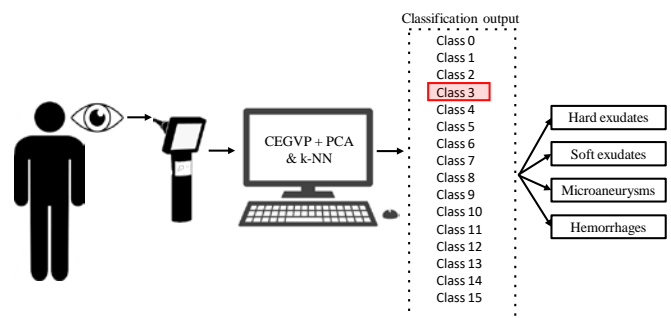 Classification output
Class 0
Class 1
Class 2
Class 3
Class 4
Class 5
Class 6
Class 7
Class 8
Class 9
Class 10
Class 11
Class 12
Class 13
Class 14
Class 15
CEGVP + PCA
& k-NN
Hard exudates
Soft exudates
Microaneurysms
Hemorrhages